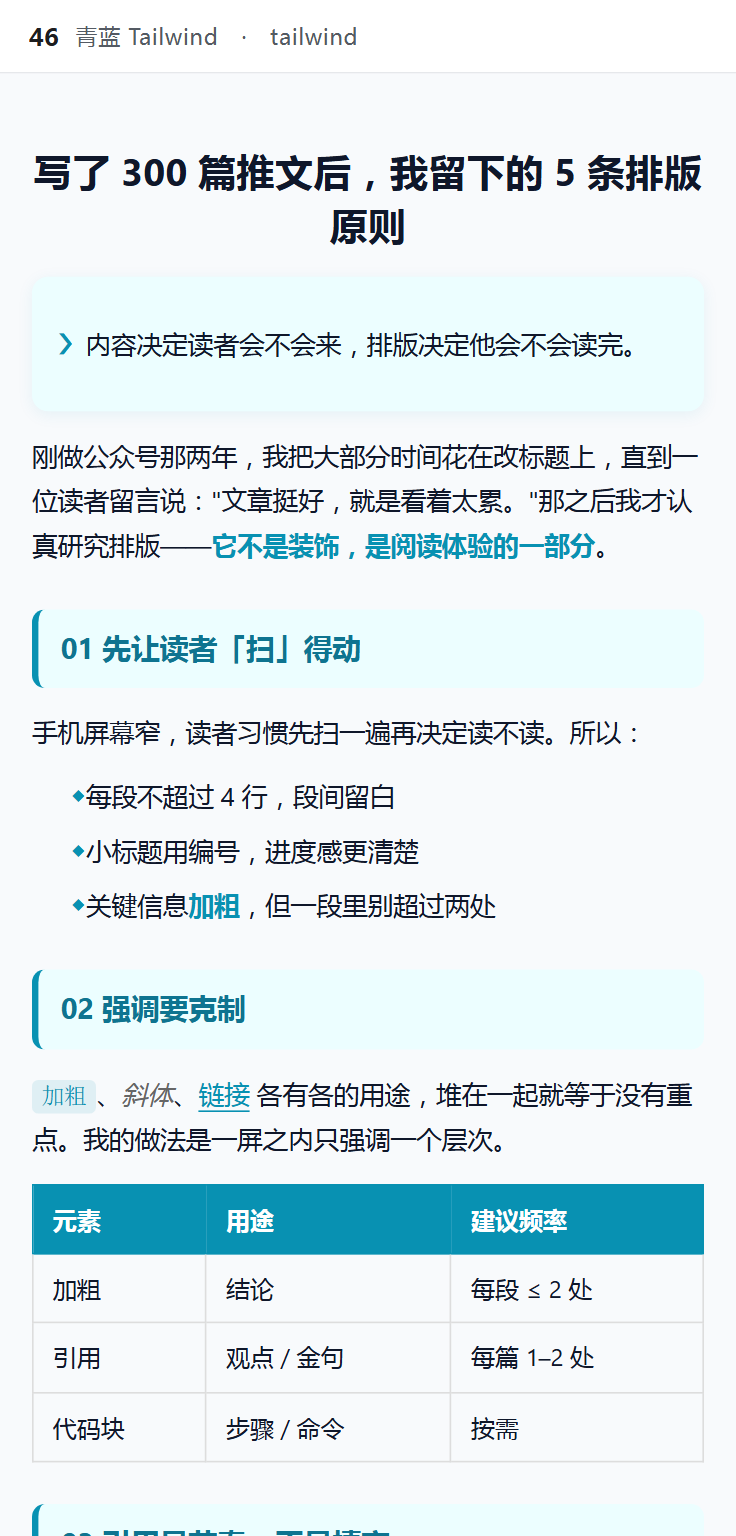 46 青蓝 Tailwind · tailwind
写了 300 篇推文后，我留下的 5 条排版
原则
› 内容决定读者会不会来，排版决定他会不会读完。
刚做公众号那两年，我把大部分时间花在改标题上，直到一
位读者留言说："文章挺好，就是看着太累。"那之后我才认
真研究排版——它不是装饰，是阅读体验的一部分。
01 先让读者「扫」得动
手机屏幕窄，读者习惯先扫一遍再决定读不读。所以：
◆每段不超过 4 行，段间留白
◆小标题用编号，进度感更清楚
◆关键信息加粗，但一段里别超过两处
02 强调要克制
加粗、斜体、链接 各有各的用途，堆在一起就等于没有重
点。我的做法是一屏之内只强调一个层次。
元素 用途 建议频率
加粗 结论 每段 ≤ 2 处
引用 观点 / 金句 每篇 1–2 处
代码块 步骤 / 命令 按需